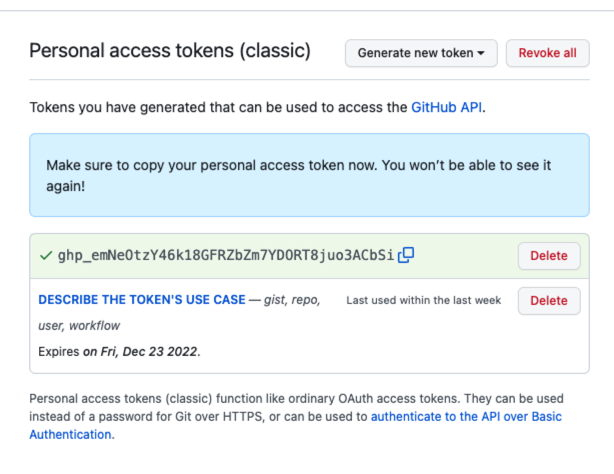 Personal access tokens (classic)
Generate new token
Revoke all
Tokens you have generated that can be used to access the GitHub API.
Make sure to copy your personal access token now. You won’t be able to see it
again!
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
Delete
DESCRIBE THE TOKEN'S USE CASE — gist, repo,
user, workflow
Last used within the last week
Delete
Expires on Fri, Dec 23 2022.
Personal access tokens (classic) function like ordinary OAuth access tokens. They can be used
instead of a password for Git over HTTPS, or can be used to authenticate to the API over Basic
Authentication.